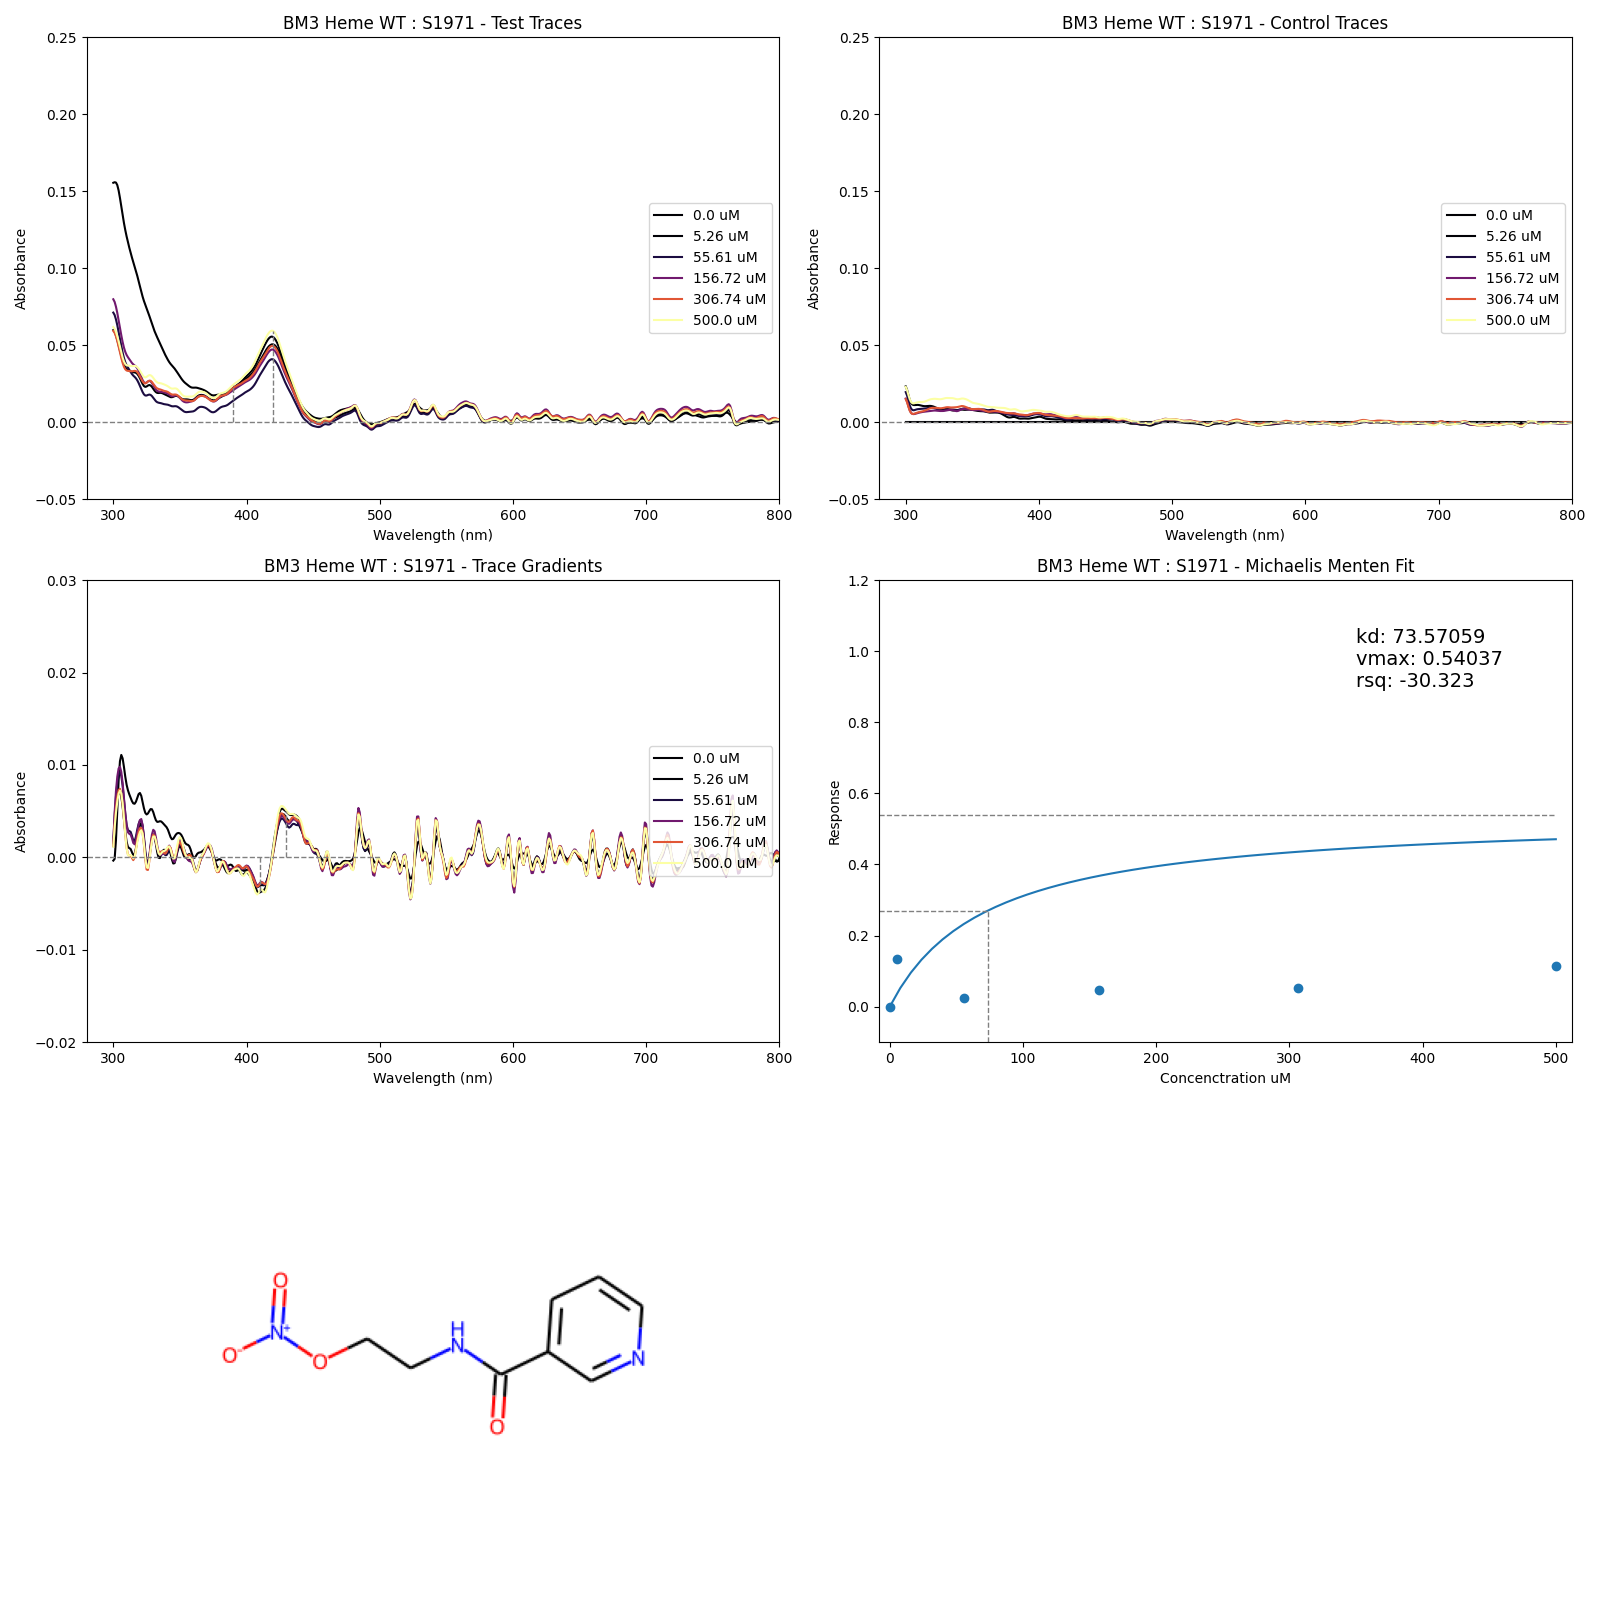 BM3 Heme WT : S1971 - Test Traces
0.25
0.20
0.15
0.10
0.05
0.00
−0.05
Absorbance
300 400 500 600 700 800
Wavelength (nm)
0.0 uM
5.26 uM
55.61 uM
156.72 uM
306.74 uM
500.0 uM
BM3 Heme WT : S1971 - Control Traces
0.25
0.20
0.15
0.10
0.05
0.00
−0.05
Absorbance
300 400 500 600 700 800
Wavelength (nm)
0.0 uM
5.26 uM
55.61 uM
156.72 uM
306.74 uM
500.0 uM
BM3 Heme WT : S1971 - Trace Gradients
0.03
0.02
0.01
0.00
−0.01
−0.02
Absorbance
300 400 500 600 700 800
Wavelength (nm)
0.0 uM
5.26 uM
55.61 uM
156.72 uM
306.74 uM
500.0 uM
BM3 Heme WT : S1971 - Michaelis Menten Fit
1.2
1.0
0.8
0.6
0.4
0.2
0.0
Response
0 100 200 300 400 500
Concenctration uM
kd: 73.57059
vmax: 0.54037
rsq: -30.323
O
N+
O-
O
H
N
O
N